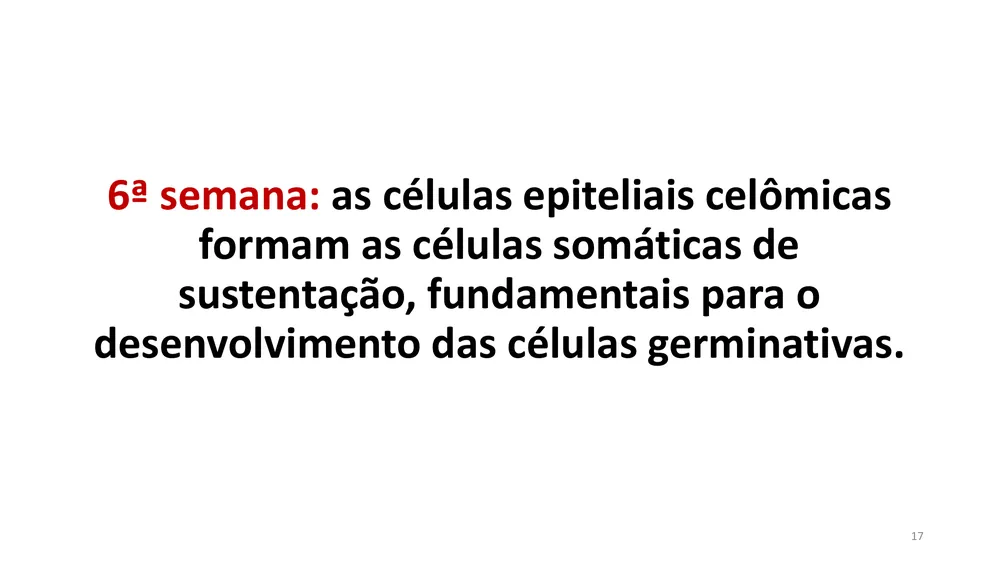 6ª semana: as células epiteliais celômicas
formam as células somáticas de
sustentação, fundamentais para o
desenvolvimento das células germinativas.
17